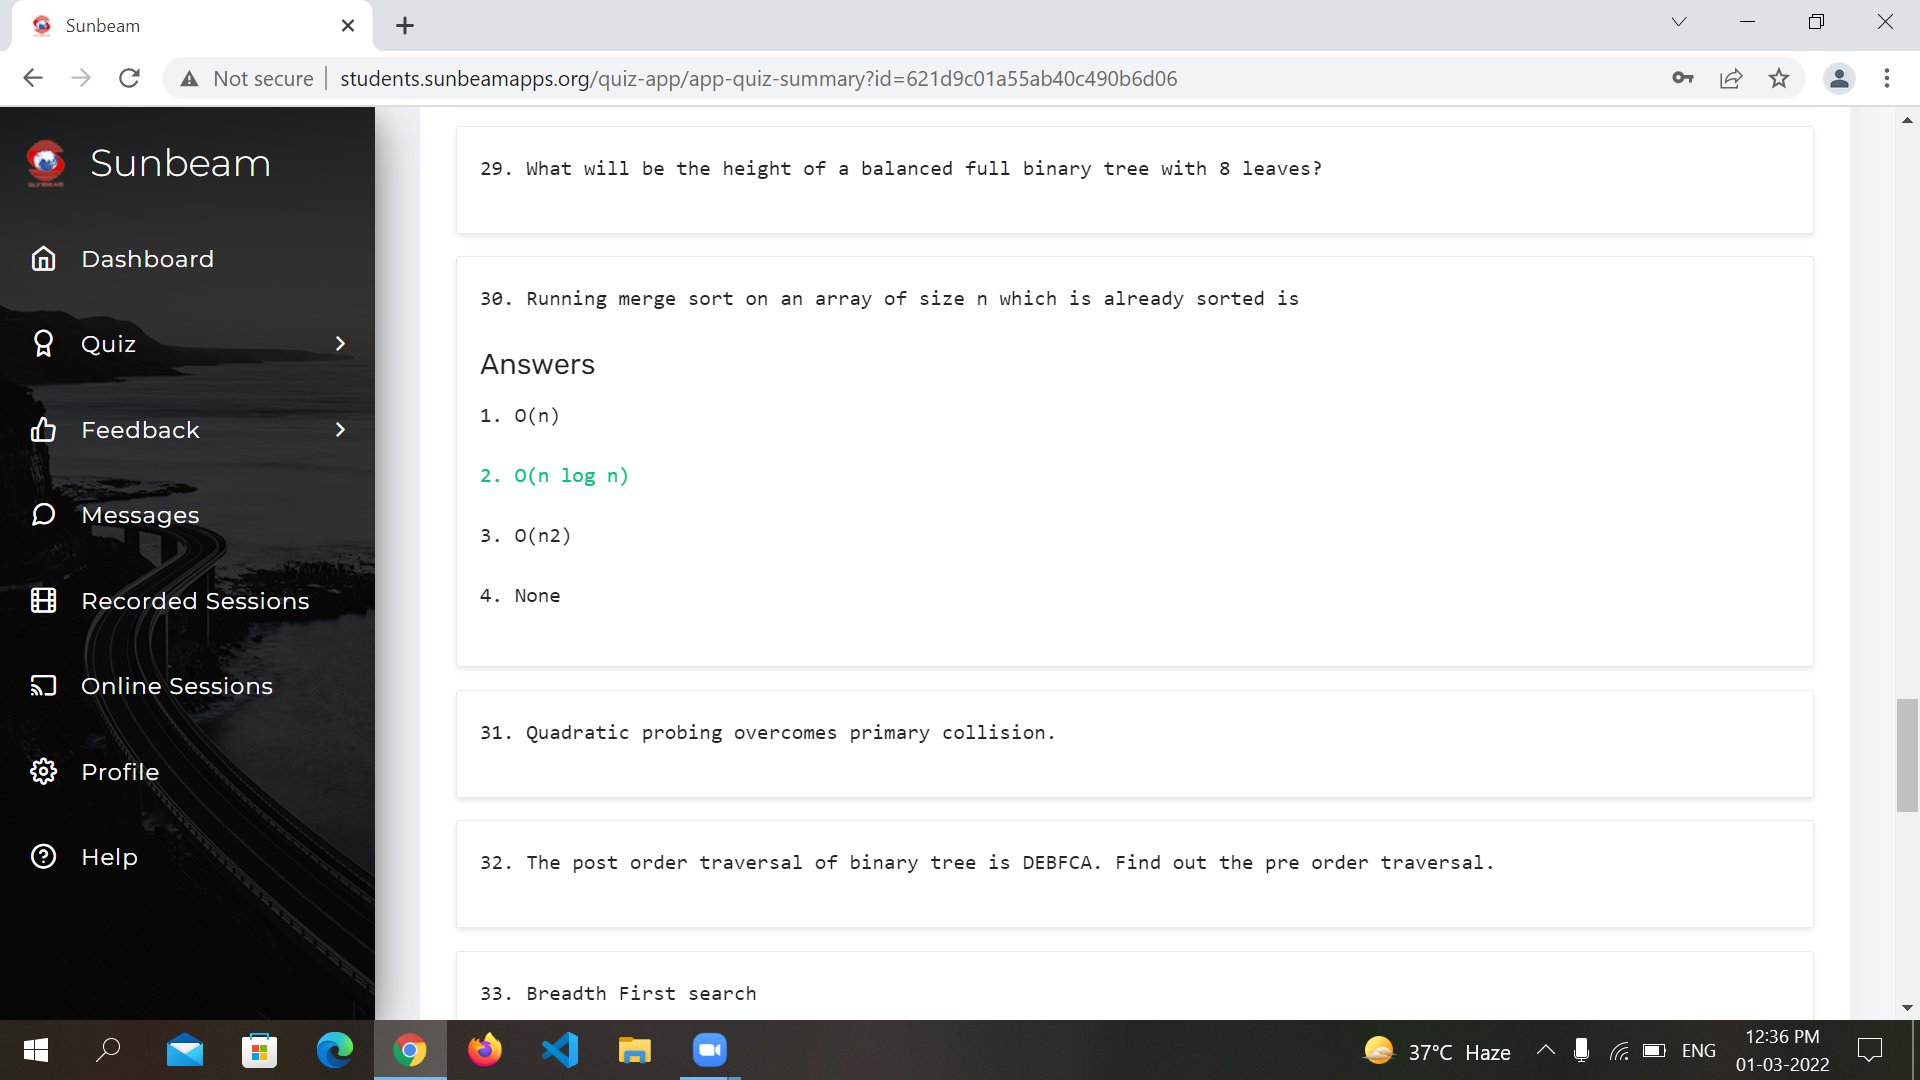 Sunbeam
Not secure
students.sunbeamapps.org/quiz-app/app-quiz-summary?id=621d9c01a55ab40c490b6d06
Sunbeam
Dashboard
Quiz
Feedback
Messages
Recorded Sessions
Online Sessions
Profile
Help
29. What will be the height of a balanced full binary tree with 8 leaves?
30. Running merge sort on an array of size n which is already sorted is
Answers
1. O(n)
2. O(n log n)
3. O(n2)
4. None
31. Quadratic probing overcomes primary collision.
32. The post order traversal of binary tree is DEBFCA. Find out the pre order traversal.
33. Breadth First search
37°C Haze
ENG
12:36 PM
01-03-2022